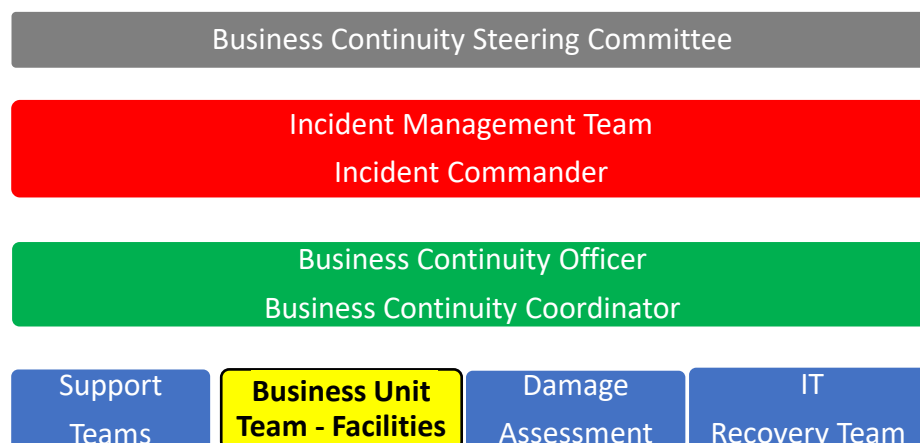 Business Continuity Steering Committee
Incident Management Team
Incident Commander
Business Continuity Officer
Business Continuity Coordinator
Support
Teams
Business Unit
Team - Facilities
Damage
Assessment
IT
Recovery Team